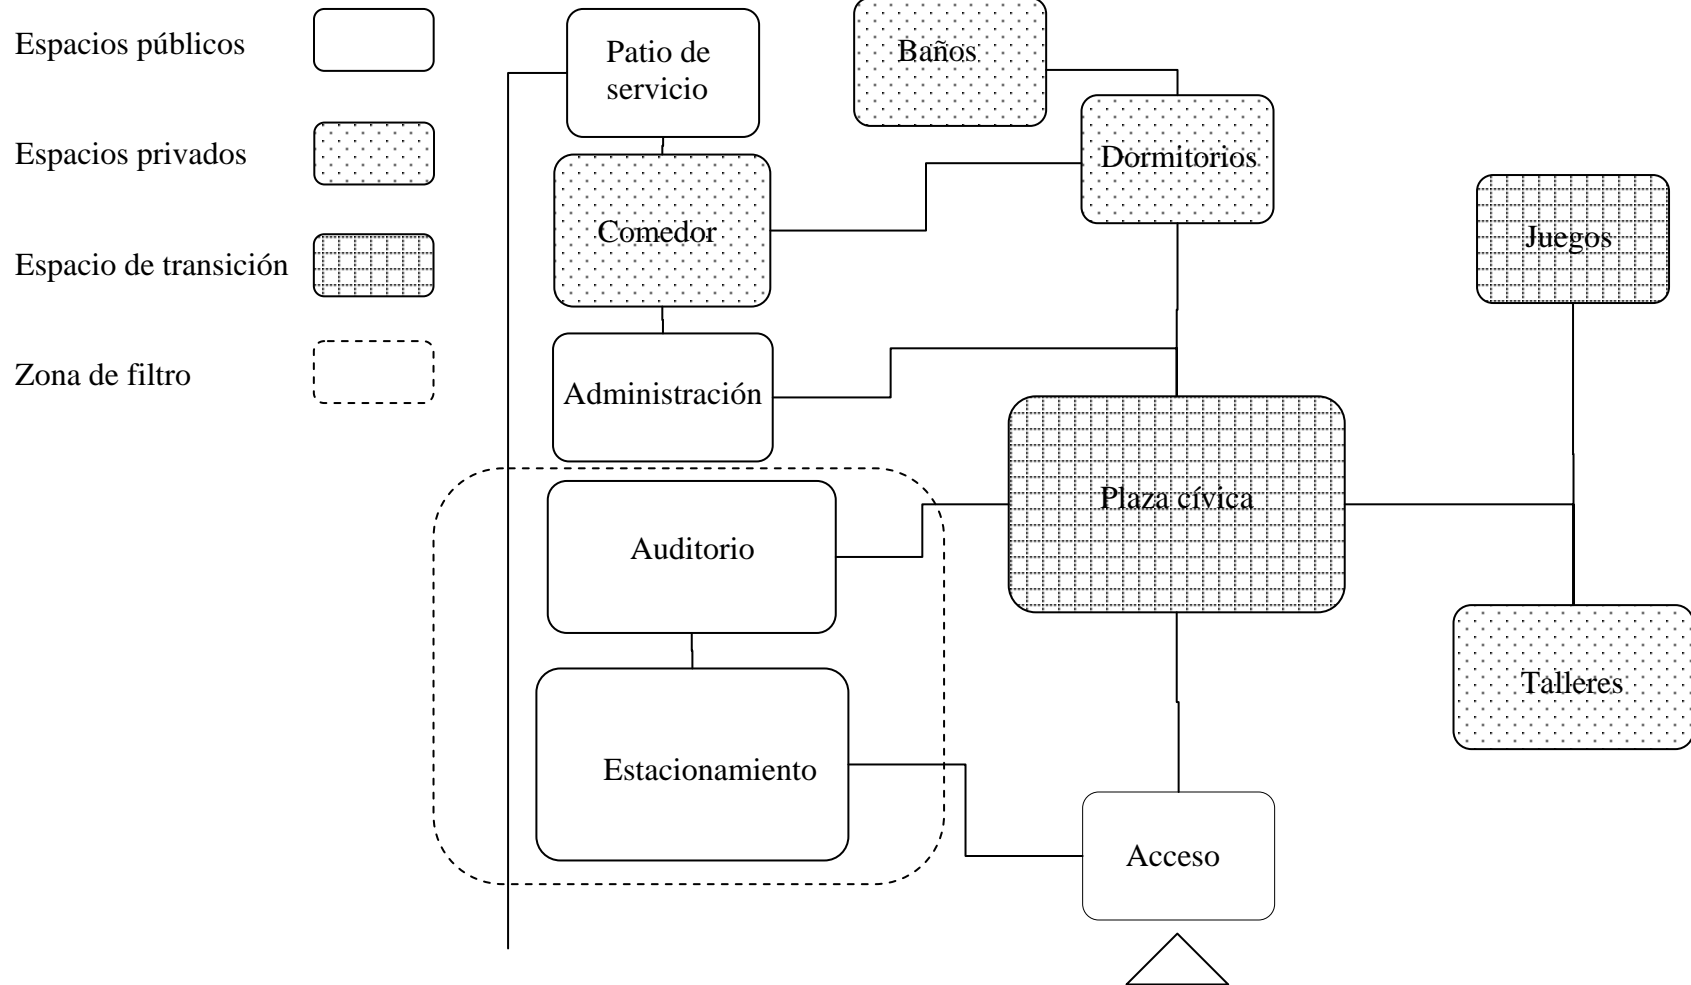 Espacios públicos
Espacios privados
Espacio de transición
Zona de filtro
Patio de
servicio
Baños
Dormitorios
Comedor
Juegos
Administración
Plaza cívica
Auditorio
Talleres
Estacionamiento
Acceso